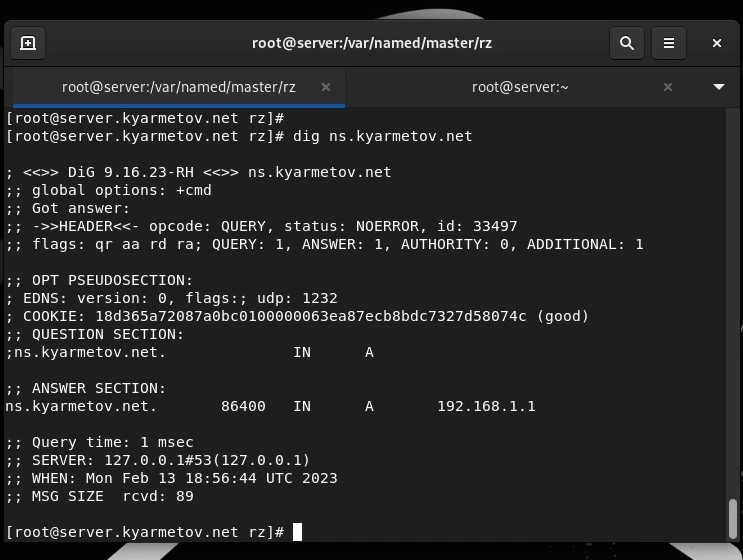 root@server:/var/named/master/rz
root@server:/var/named/master/rz root@server:~
[root@server.kyarmetov.net rz]#
[root@server.kyarmetov.net rz]# dig ns.kyarmetov.net

; <<>> DiG 9.16.23-RH <<>> ns.kyarmetov.net
;; global options: +cmd
;; Got answer:
;; ->>HEADER<<- opcode: QUERY, status: NOERROR, id: 33497
;; flags: qr aa rd ra; QUERY: 1, ANSWER: 1, AUTHORITY: 0, ADDITIONAL: 1

;; OPT PSEUDOSECTION:
; EDNS: version: 0, flags:; udp: 1232
; COOKIE: 18d365a72087a0bc0100000063ea87ecb8bdc7327d58074c (good)
;; QUESTION SECTION:
;ns.kyarmetov.net. IN A

;; ANSWER SECTION:
ns.kyarmetov.net. 86400 IN A 192.168.1.1

;; Query time: 1 msec
;; SERVER: 127.0.0.1#53(127.0.0.1)
;; WHEN: Mon Feb 13 18:56:44 UTC 2023
;; MSG SIZE rcvd: 89

[root@server.kyarmetov.net rz]#